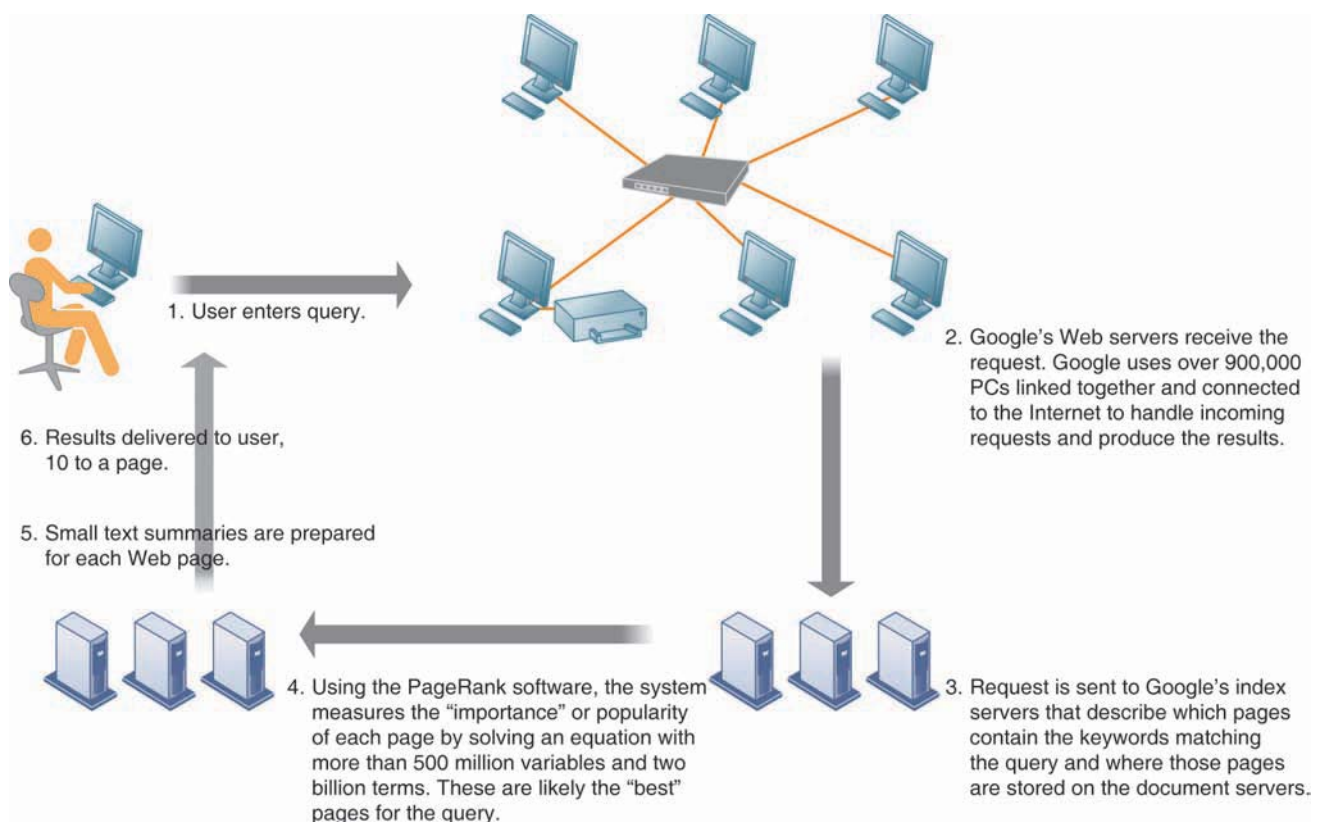 1. User enters query.
2. Google's Web servers receive the
request. Google uses over 900,000
PCs linked together and connected
to the Internet to handle incoming
requests and produce the results.
3. Request is sent to Google's index
servers that describe which pages
contain the keywords matching
the query and where those pages
are stored on the document servers.
4. Using the PageRank software, the system
measures the “importance” or popularity
of each page by solving an equation with
more than 500 million variables and two
billion terms. These are likely the “best”
pages for the query.
5. Small text summaries are prepared
for each Web page.
6. Results delivered to user,
10 to a page.